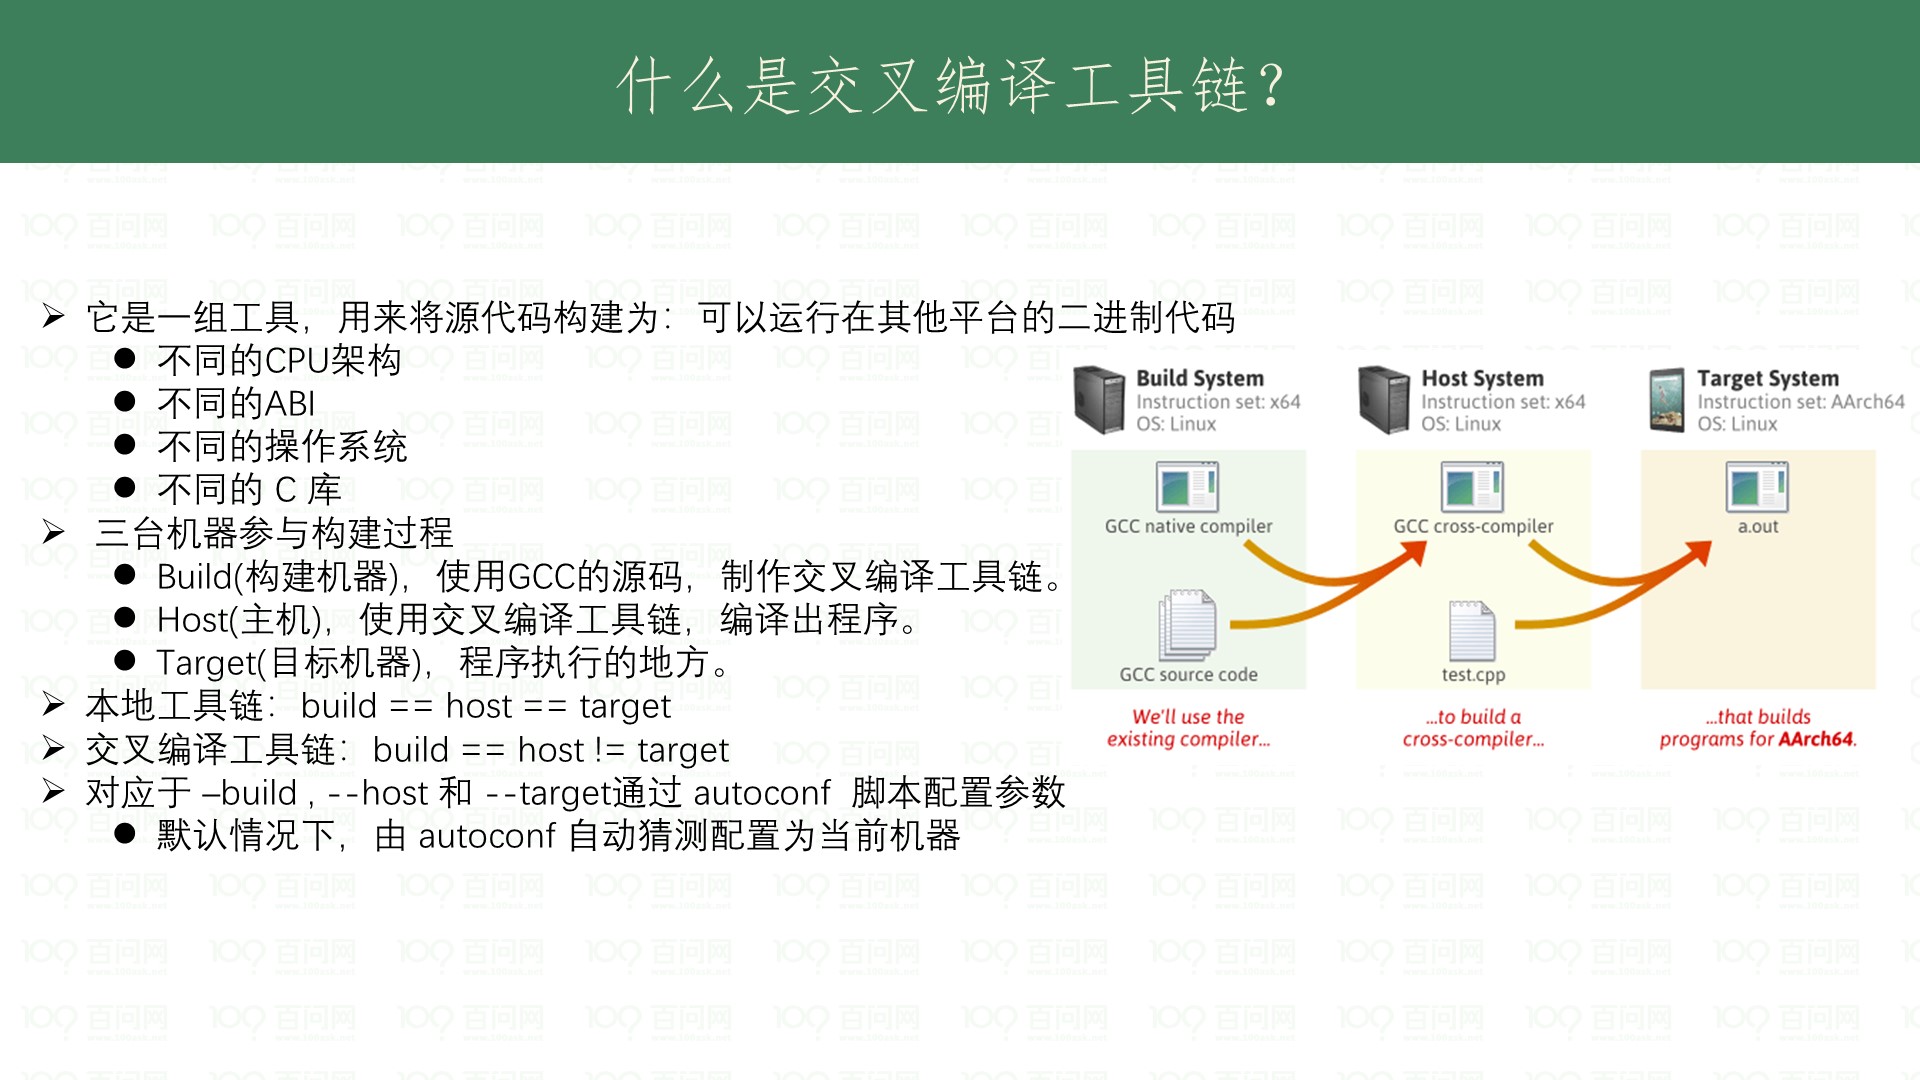 什么是交叉编译工具链?
➢ 它是一组工具，用来将源代码构建为：可以运行在其他平台的二进制代码
● 不同的CPU架构
● 不同的ABI
● 不同的操作系统
● 不同的 C 库
➢ 三台机器参与构建过程
● Build(构建机器)，使用GCC的源码，制作交叉编译工具链。
● Host(主机)，使用交叉编译工具链，编译出程序。
● Target(目标机器)，程序执行的地方。
➢ 本地工具链：build == host == target
➢ 交叉编译工具链：build == host != target
➢ 对应于 –build , --host 和 --target通过 autoconf 脚本配置参数
● 默认情况下，由 autoconf 自动猜测配置为当前机器
Build System
Instruction set: x64
OS: Linux
GCC native compiler
GCC source code
We'll use the
existing compiler...
Host System
Instruction set: x64
OS: Linux
GCC cross-compiler
test.cpp
...to build a
cross-compiler...
Target System
Instruction set: AArch64
OS: Linux
a.out
...that builds
programs for AArch64.
100 百问网
www.100ask.net